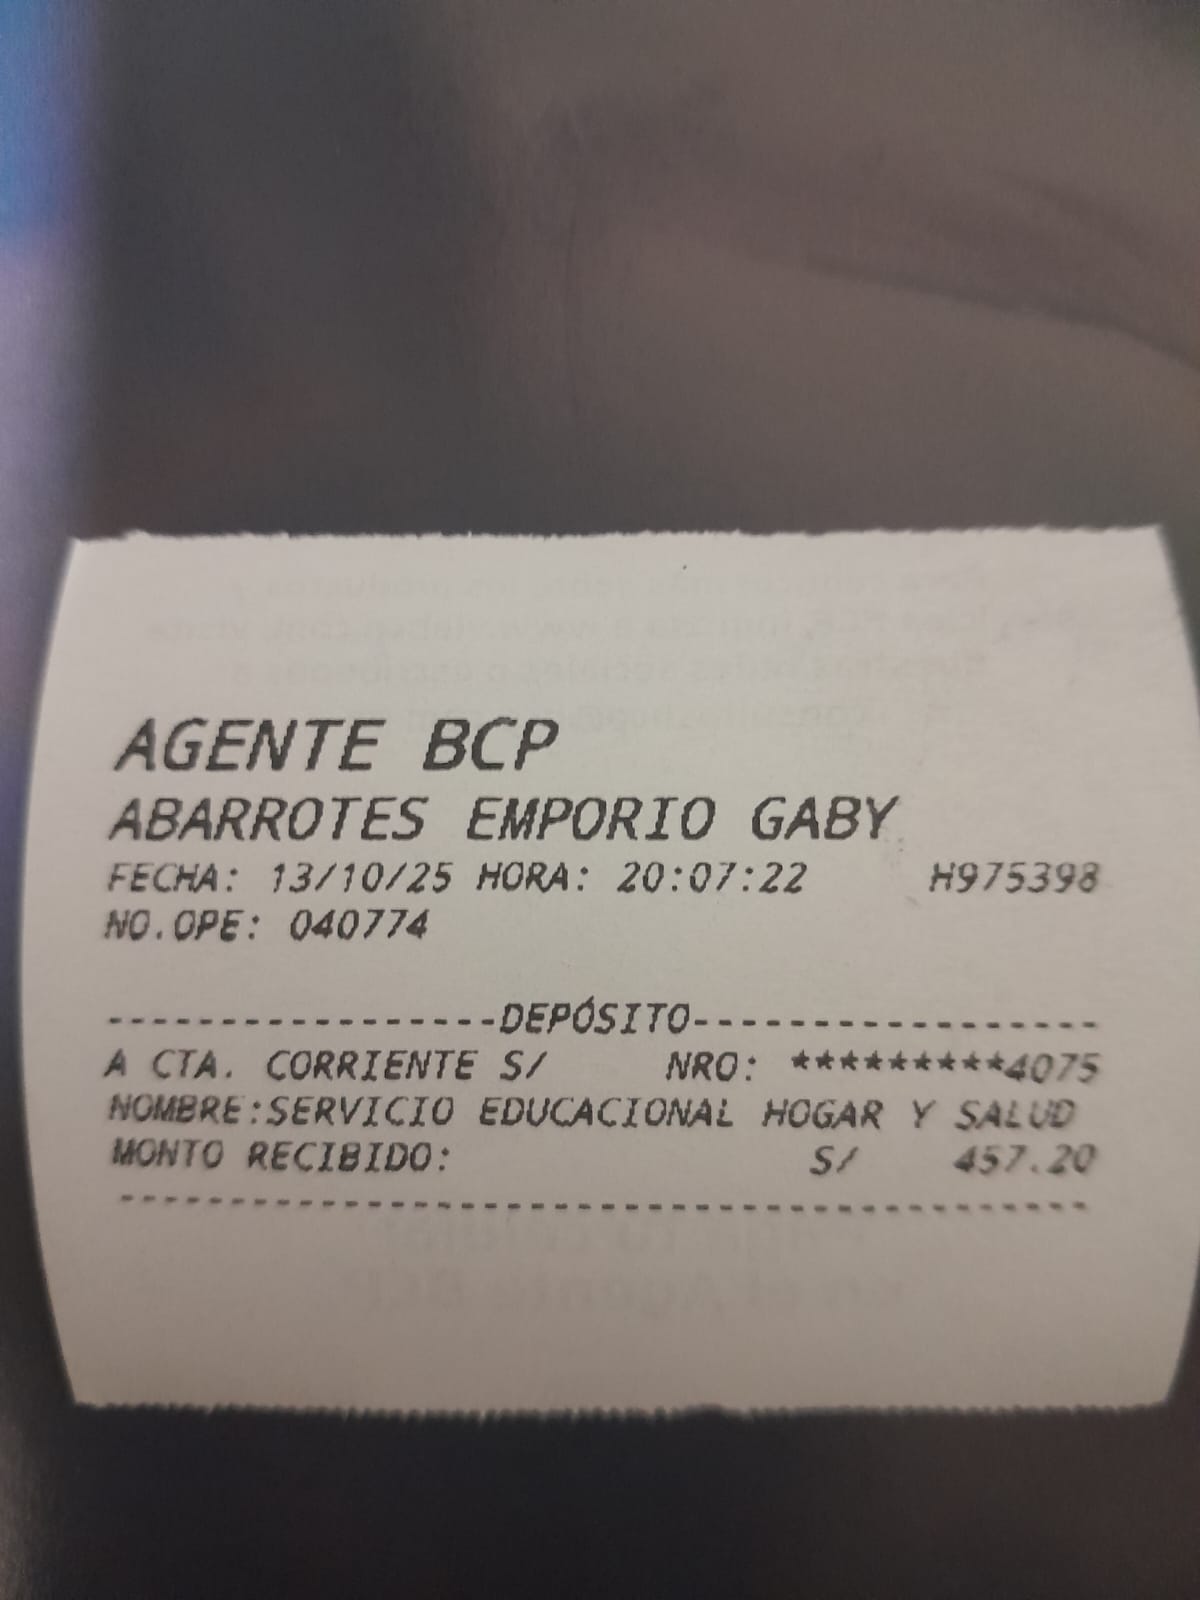 AGENTE BCP
ABARROTES EMPORIO GABY
FECHA: 13/10/25 HORA: 20:07:22 H975398
NO.OPE: 040774
-----------------DEPÓSITO------------------
A CTA. CORRIENTE S/ NRO: *********4075
NOMBRE:SERVICIO EDUCACIONAL HOGAR Y SALUD
MONTO RECIBIDO: S/ 457.20
-------------------------------------------